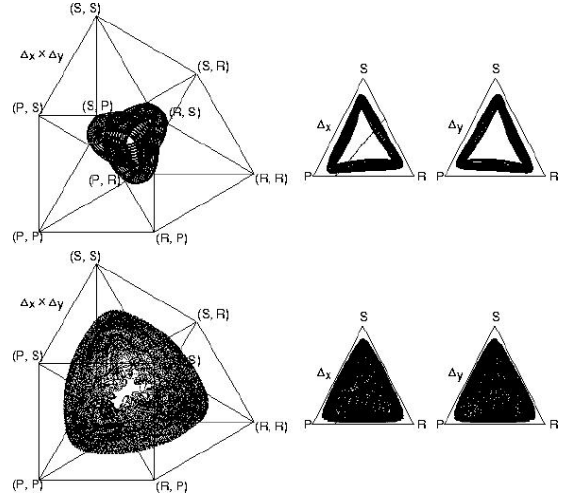 (S, S)
Δx × Δy
(S, R)
S
S
(P, S)
(S, P)
(R, S)
Δx
Δy
(P, R)
(R, R)
P
R
P
R
(P, P)
(R, P)
(S, S)
Δx × Δy
(S, R)
S
S
(P, S)
S)
Δx
Δy
(R, R)
P
R
P
R
(P, P)
(R, P)